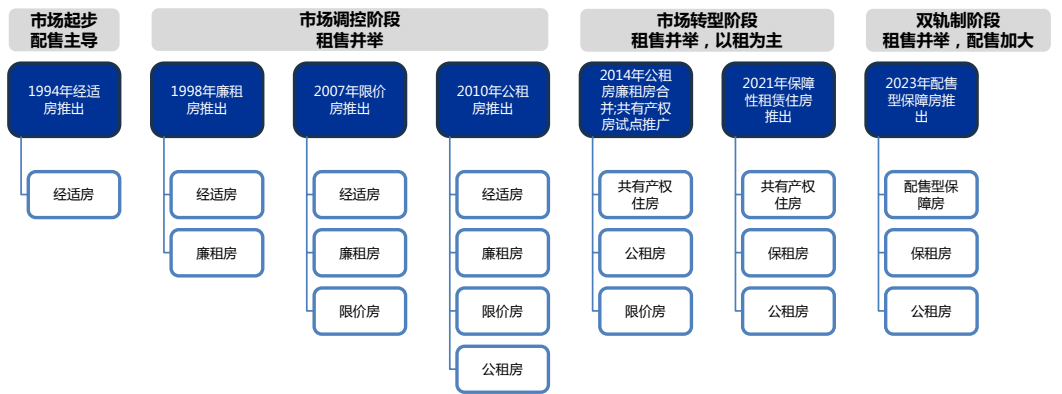 市场起步
配售主导
市场调控阶段
租售并举
市场转型阶段
租售并举，以租为主
双轨制阶段
租售并举，配售加大
1994年经适
房推出
1998年廉租
房推出
2007年限价
房推出
2010年公租
房推出
2014年公租
房廉租房合
并;共有产权
房试点推广
2021年保障
性租赁住房
推出
2023年配售
型保障房推
出
经适房
经适房
廉租房
经适房
廉租房
限价房
经适房
廉租房
限价房
公租房
共有产权
住房
公租房
限价房
共有产权
住房
保租房
公租房
配售型保
障房
保租房
公租房